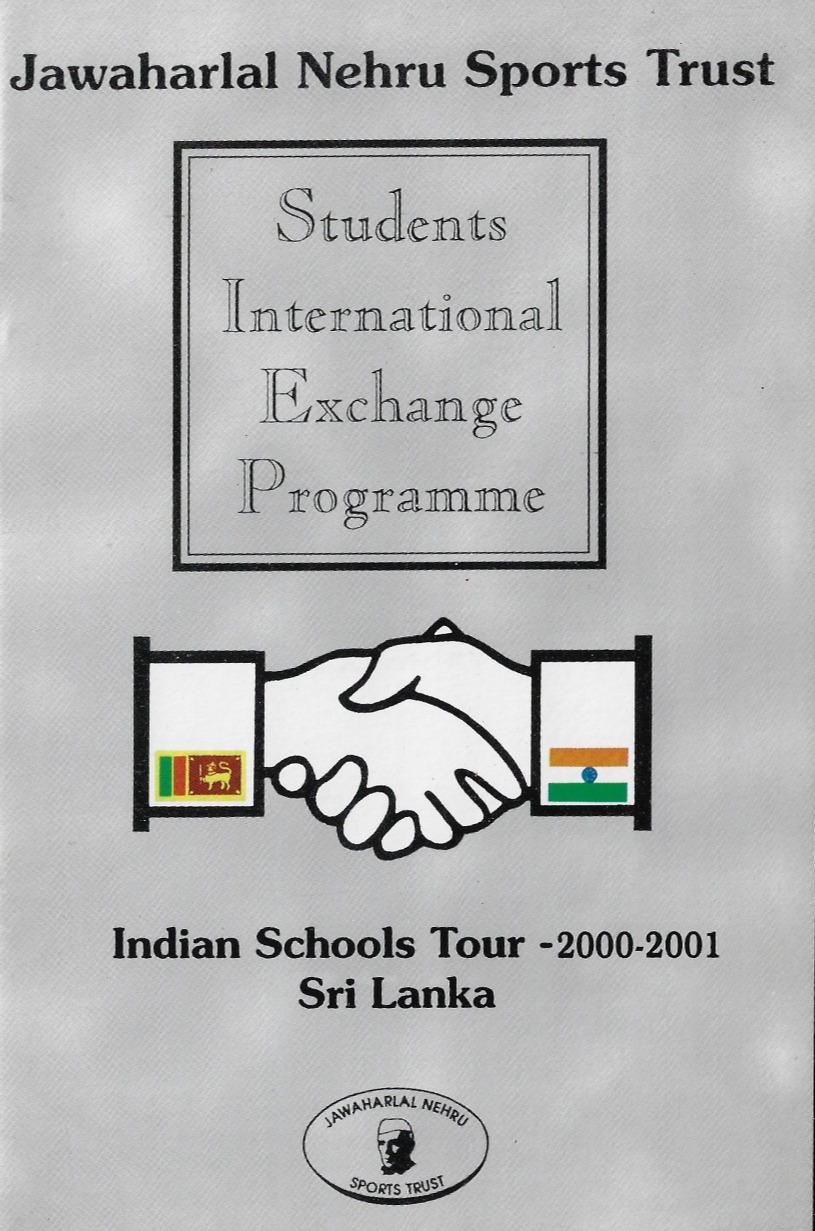 Jawaharlal Nehru Sports Trust
Students
International
Exchange
Programme
Indian Schools Tour -2000-2001
Sri Lanka
JAWAHARLAL NEHRU
SPORTS TRUST